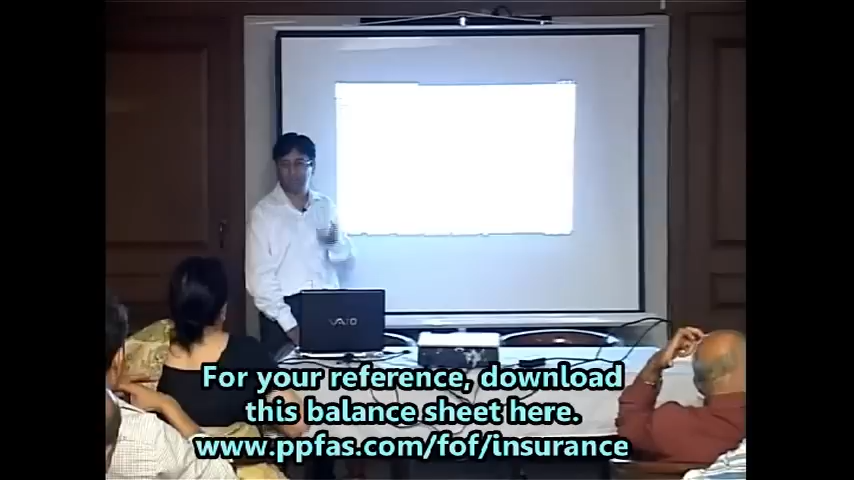 VAIO
For your reference, download
this balance sheet here.
www.ppfas.com/fof/insurance